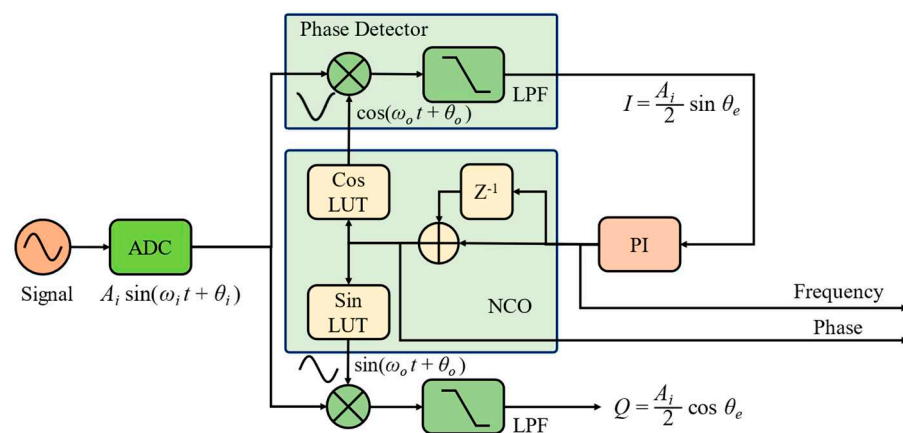 Phase Detector
LPF
cos(ω_o t + θ_o)
I = A_i/2 sin θ_e
Cos
LUT
Z⁻¹
PI
ADC
Signal
A_i sin(ω_i t + θ_i)
Sin
LUT
NCO
Frequency
Phase
sin(ω_o t + θ_o)
LPF
Q = A_i/2 cos θ_e